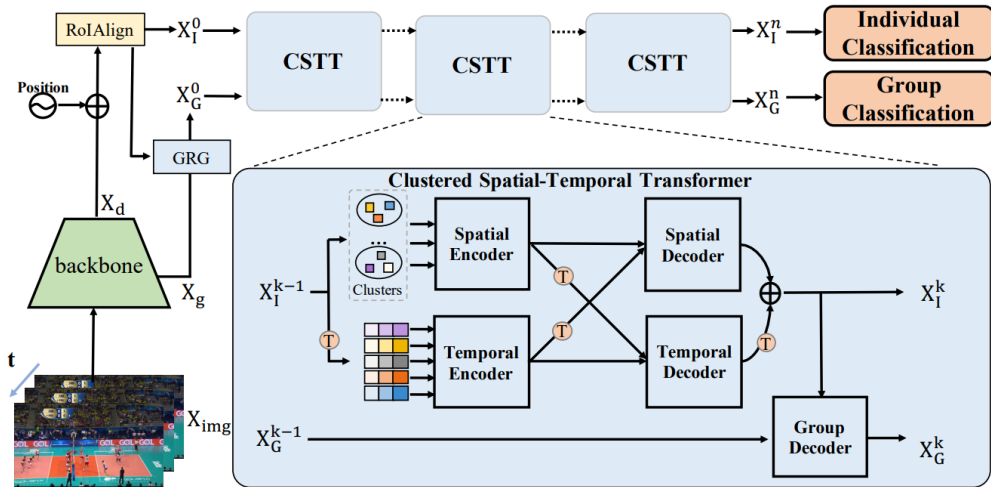 RoIAlign
X_I^0
CSTT
CSTT
CSTT
X_I^n
Individual
Classification
Position
X_G^0
X_G^n
Group
Classification
GRG
Clustered Spatial-Temporal Transformer
X_d
backbone
X_g
...
Clusters
Spatial
Encoder
Spatial
Decoder
T
T
X_I^{k-1}
X_I^k
T
T
Temporal
Encoder
Temporal
Decoder
t
X_img
X_G^{k-1}
Group
Decoder
X_G^k
GOL
GOL